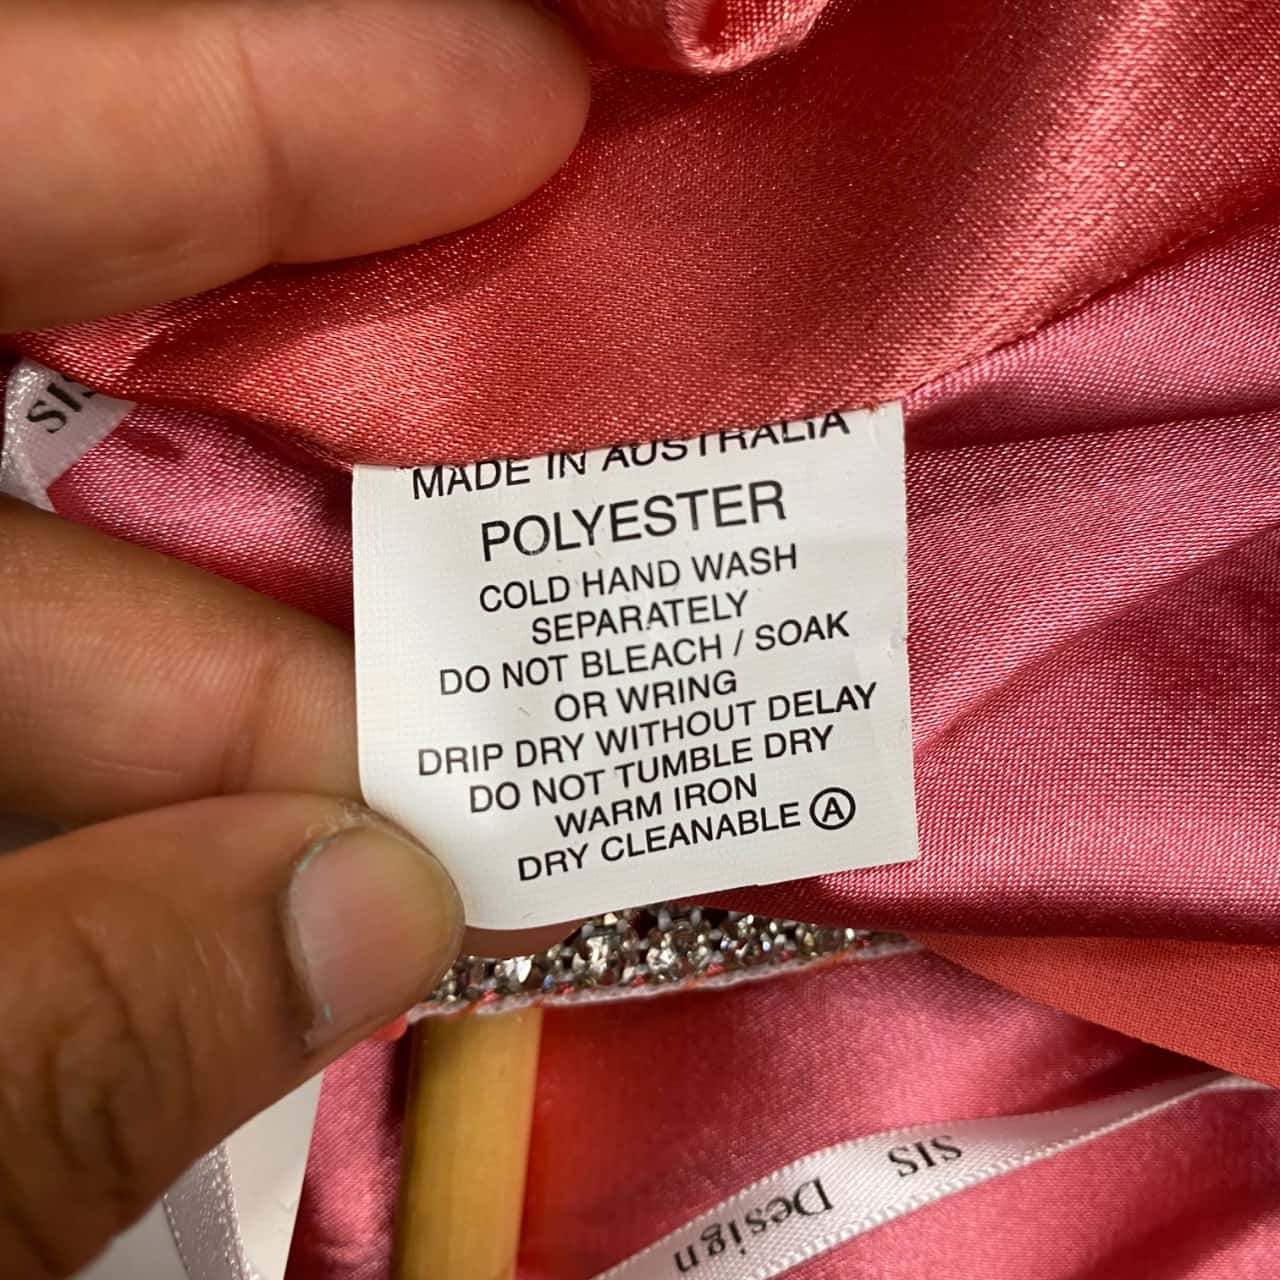 SIS
MADE IN AUSTRALIA
POLYESTER
COLD HAND WASH
SEPARATELY
DO NOT BLEACH / SOAK
OR WRING
DRIP DRY WITHOUT DELAY
DO NOT TUMBLE DRY
WARM IRON
DRY CLEANABLE Ⓐ
SIS Design